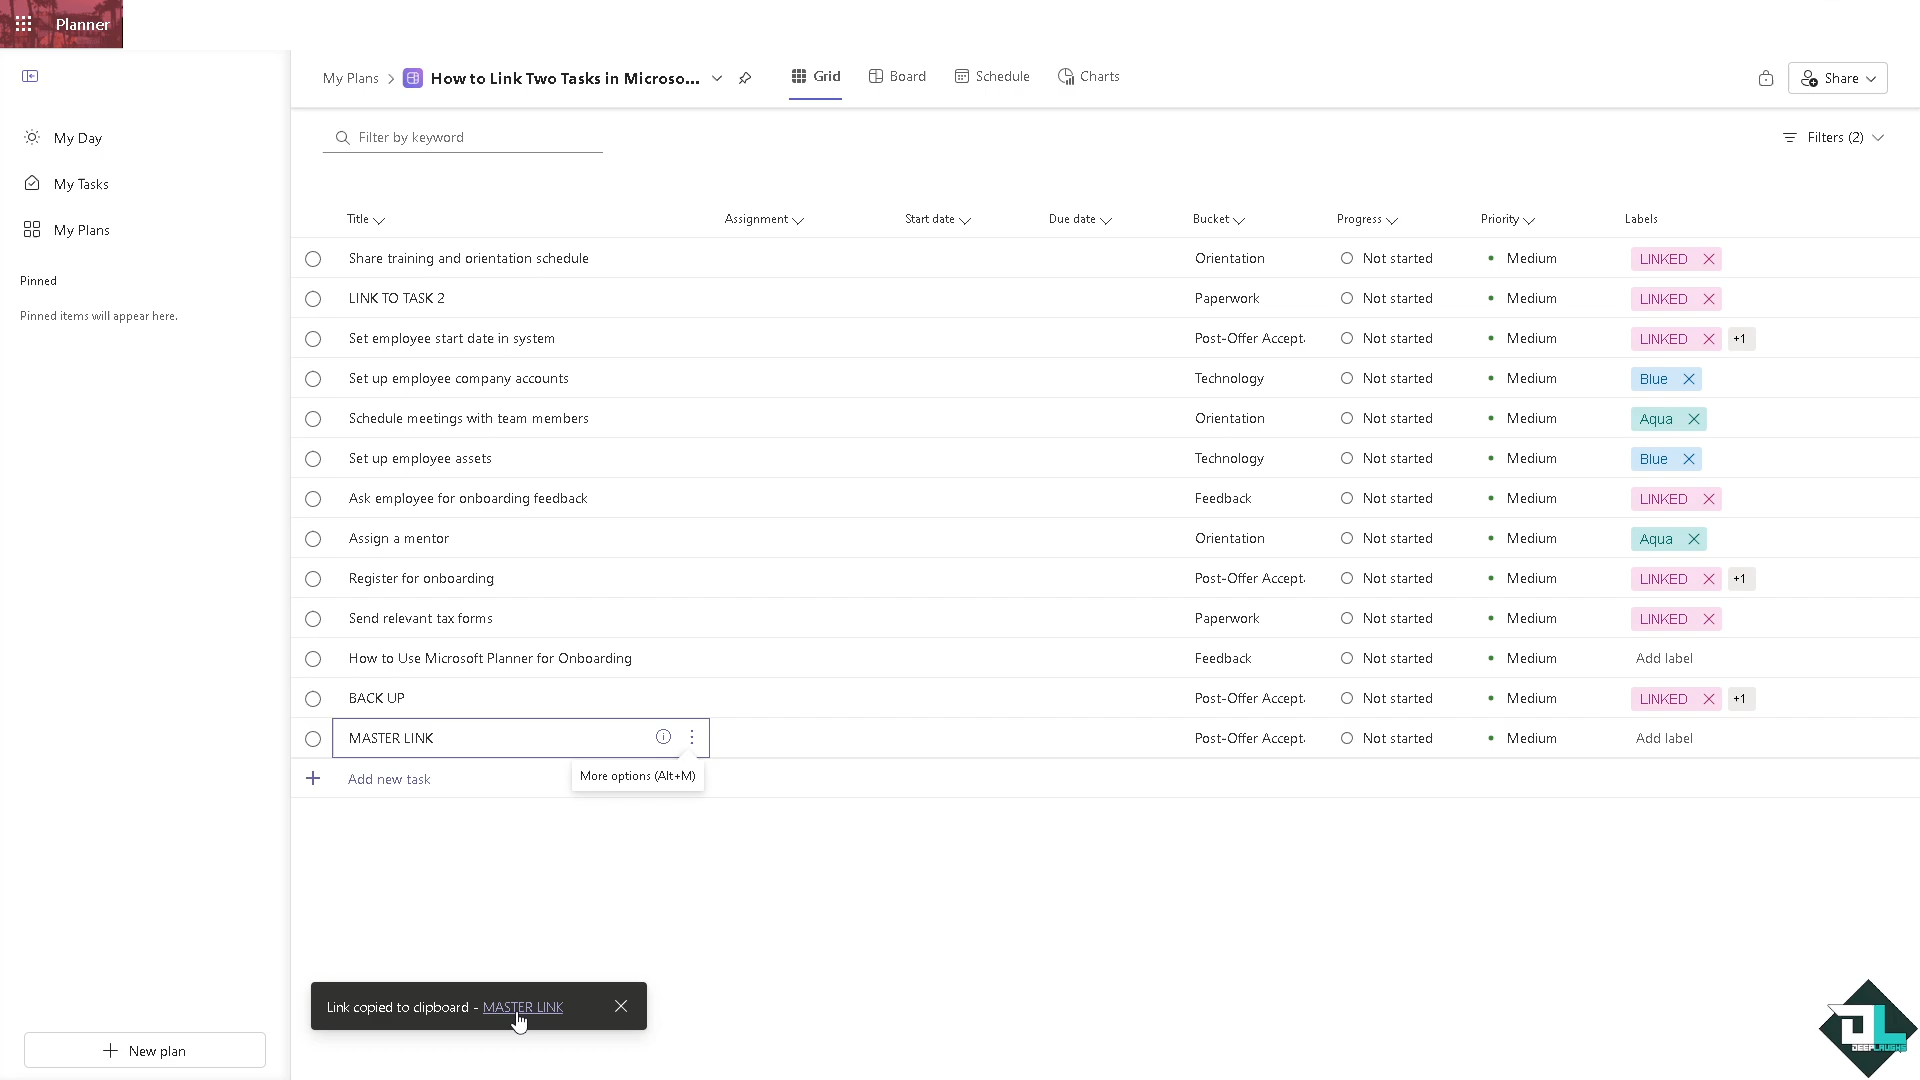 Planner
My Plans > How to Link Two Tasks in Microso...
Grid
Board
Schedule
Charts
Share
My Day
My Tasks
My Plans
Pinned
Pinned items will appear here.
Filter by keyword
Filters (2)
Title Assignment Start date Due date Bucket Progress Priority Labels
Share training and orientation schedule Orientation Not started Medium LINKED
LINK TO TASK 2 Paperwork Not started Medium LINKED
Set employee start date in system Post-Offer Accept. Not started Medium LINKED +1
Set up employee company accounts Technology Not started Medium Blue
Schedule meetings with team members Orientation Not started Medium Aqua
Set up employee assets Technology Not started Medium Blue
Ask employee for onboarding feedback Feedback Not started Medium LINKED
Assign a mentor Orientation Not started Medium Aqua
Register for onboarding Post-Offer Accept. Not started Medium LINKED +1
Send relevant tax forms Paperwork Not started Medium LINKED
How to Use Microsoft Planner for Onboarding Feedback Not started Medium Add label
BACK UP Post-Offer Accept. Not started Medium LINKED +1
MASTER LINK Post-Offer Accept. Not started Medium Add label
More options (Alt+M)
Add new task
Link copied to clipboard - MASTER LINK
New plan
DEEPLAUGHS